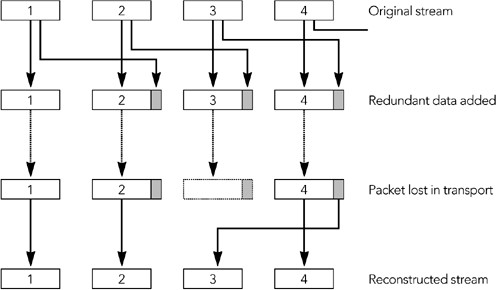 1 2 3 4 Original stream
1 2 3 4 Redundant data added
1 2 4 Packet lost in transport
1 2 3 4 Reconstructed stream